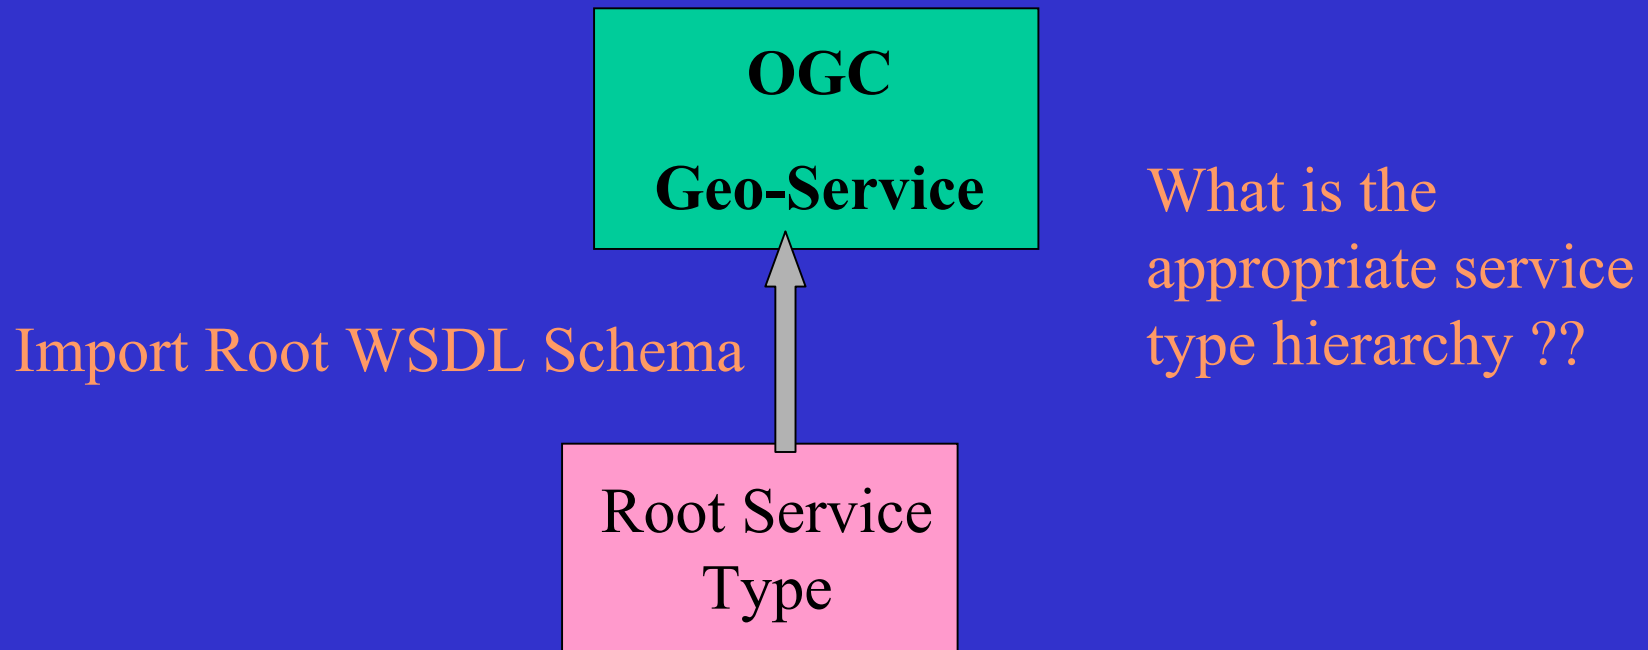 OGC
Geo-Service
What is the
appropriate service
type hierarchy ??
Import Root WSDL Schema
Root Service
Type